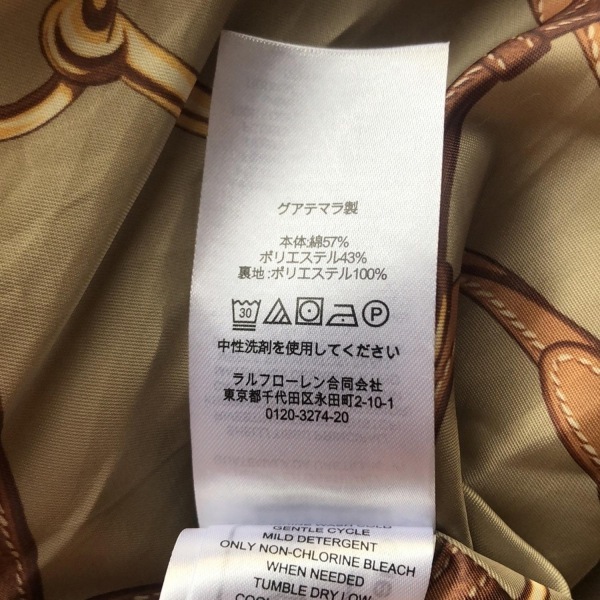 グアテマラ製
本体:綿57%
ポリエステル43%
裏地:ポリエステル100%
30 P
中性洗剤を使用してください
ラルフローレン合同会社
東京都千代田区永田町2-10-1
0120-3274-20
GENTLE CYCLE
MILD DETERGENT
ONLY NON-CHLORINE BLEACH
WHEN NEEDED
TUMBLE DRY LOW